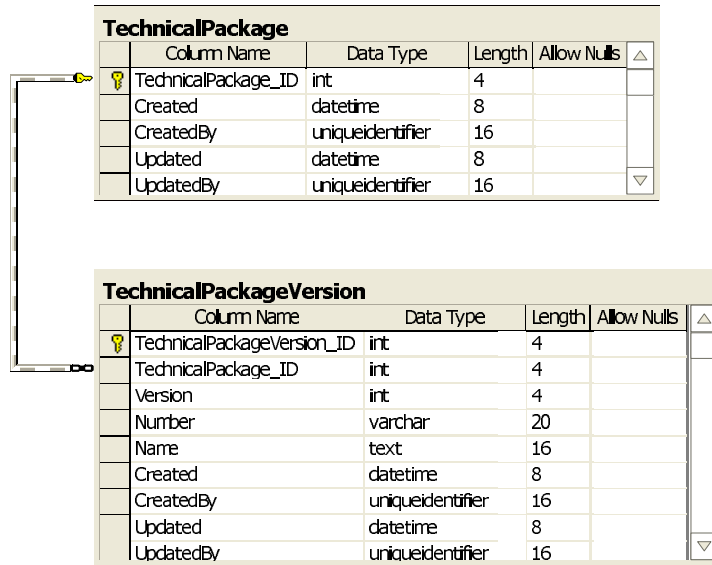 TechnicalPackage
Column Name Data Type Length Allow Nulls
TechnicalPackage_ID int 4
Created datetime 8
CreatedBy uniqueidentifier 16
Updated datetime 8
UpdatedBy uniqueidentifier 16
TechnicalPackageVersion
Column Name Data Type Length Allow Nulls
TechnicalPackageVersion_ID int 4
TechnicalPackage_ID int 4
Version int 4
Number varchar 20
Name text 16
Created datetime 8
CreatedBy uniqueidentifier 16
Updated datetime 8
UpdatedBy uniqueidentifier 16